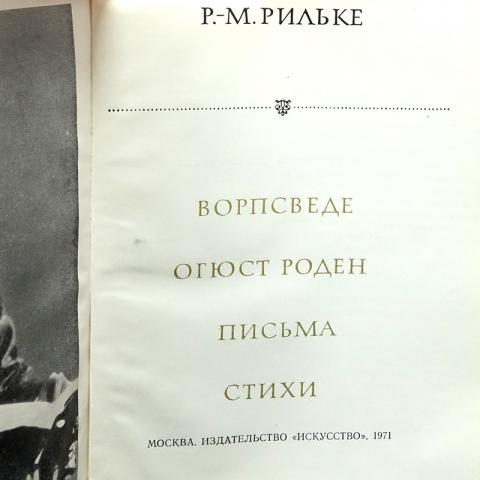 Р.-М. РИЛЬКЕ
ВОРПСВЕДЕ
ОГЮСТ РОДЕН
ПИСЬМА
СТИХИ
МОСКВА, ИЗДАТЕЛЬСТВО «ИСКУССТВО», 1971